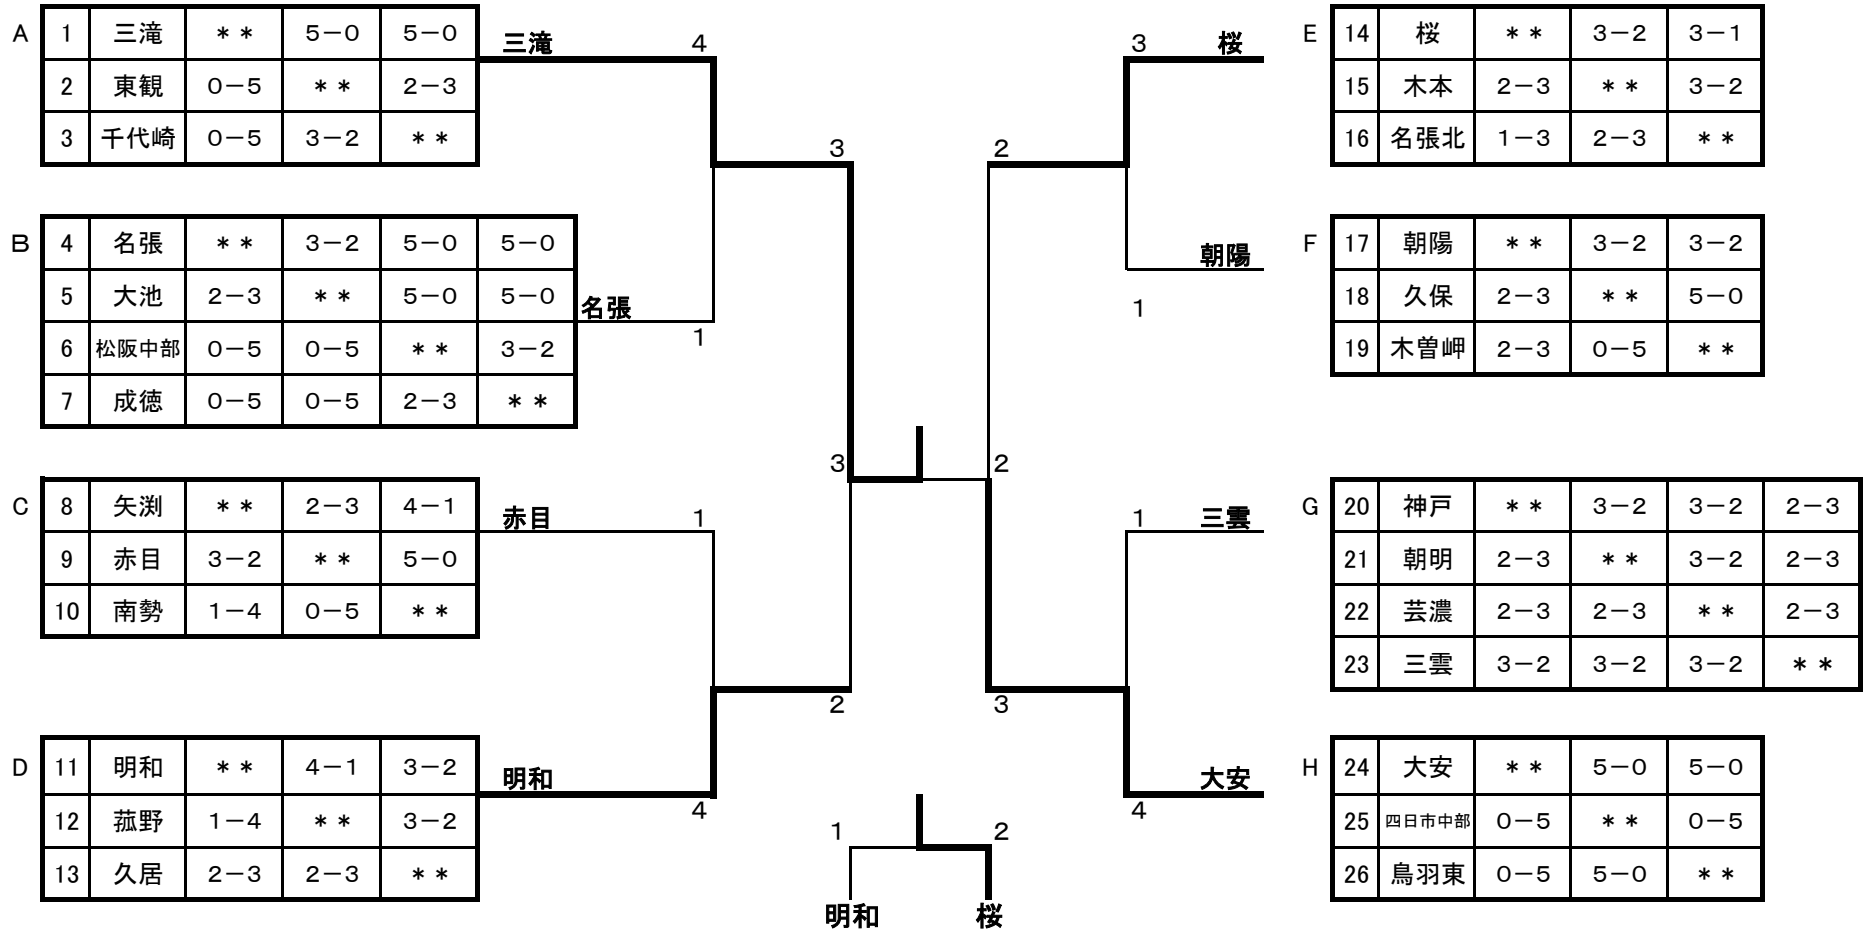 A
1 三滝 ** 5-0 5-0
2 東観 0-5 ** 2-3
3 千代崎 0-5 3-2 **
三滝 4
B
4 名張 ** 3-2 5-0 5-0
5 大池 2-3 ** 5-0 5-0
6 松阪中部 0-5 0-5 ** 3-2
7 成徳 0-5 0-5 2-3 **
名張 1
C
8 矢渕 ** 2-3 4-1
9 赤目 3-2 ** 5-0
10 南勢 1-4 0-5 **
赤目 1
D
11 明和 ** 4-1 3-2
12 菰野 1-4 ** 3-2
13 久居 2-3 2-3 **
明和 4
3 2
3 2
2 3
1 2
明和 桜
3 桜
E
14 桜 ** 3-2 3-1
15 木本 2-3 ** 3-2
16 名張北 1-3 2-3 **
朝陽 1
F
17 朝陽 ** 3-2 3-2
18 久保 2-3 ** 5-0
19 木曽岬 2-3 0-5 **
1 三雲
G
20 神戸 ** 3-2 3-2 2-3
21 朝明 2-3 ** 3-2 2-3
22 芸濃 2-3 2-3 ** 2-3
23 三雲 3-2 3-2 3-2 **
大安 4
H
24 大安 ** 5-0 5-0
25 四日市中部 0-5 ** 0-5
26 鳥羽東 0-5 5-0 **